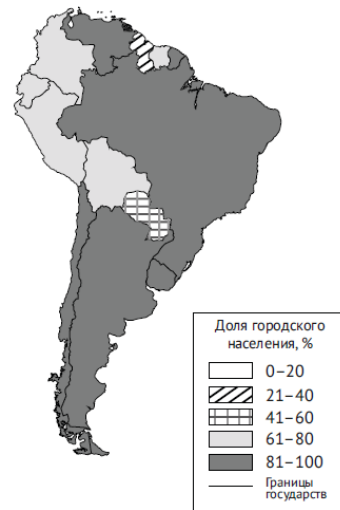 Доля городского
населения, %
0–20
21–40
41–60
61–80
81–100
Границы
государств